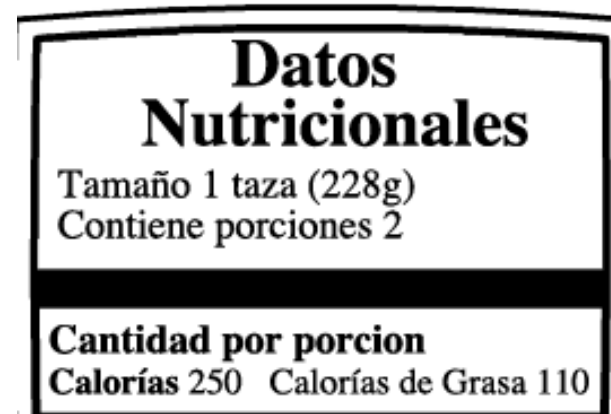 Datos
Nutricionales
Tamaño 1 taza (228g)
Contiene porciones 2
Cantidad por porcion
Calorías 250 Calorías de Grasa 110